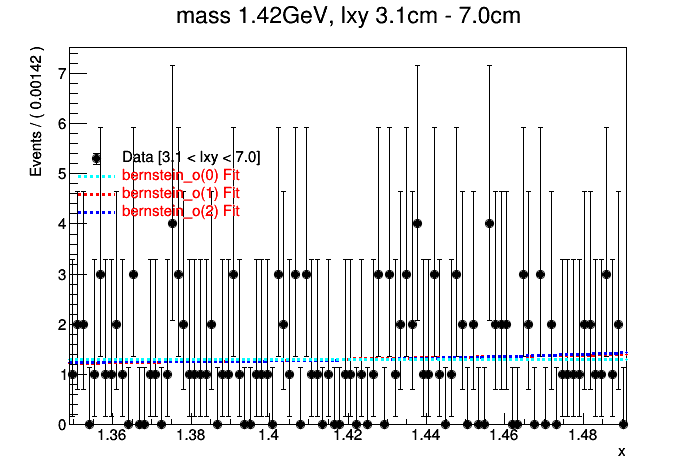 mass 1.42GeV, lxy 3.1cm - 7.0cm
Events / ( 0.00142 )
7
6
5
4
3
2
1
0
Data [3.1 < lxy < 7.0]
bernstein_o(0) Fit
bernstein_o(1) Fit
bernstein_o(2) Fit
1.36 1.38 1.4 1.42 1.44 1.46 1.48
x